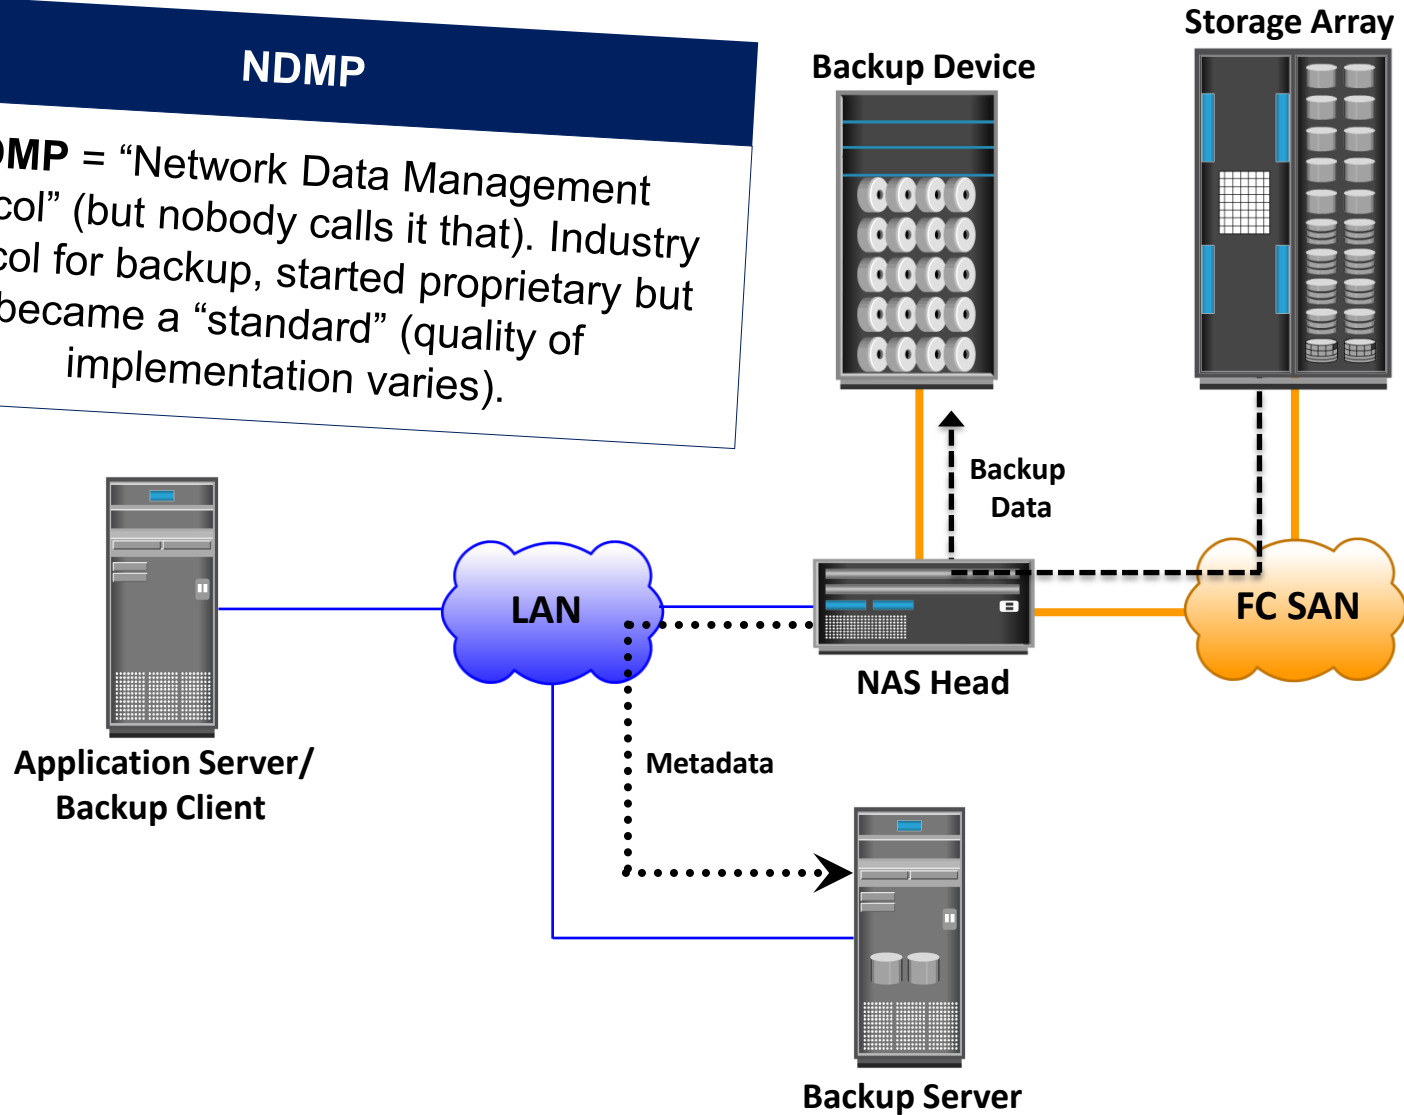 NDMP
DMP = “Network Data Management
col” (but nobody calls it that). Industry
col for backup, started proprietary but
became a “standard” (quality of
implementation varies).
Storage Array
Backup Device
Backup
Data
LAN
FC SAN
NAS Head
Application Server/
Backup Client
Metadata
Backup Server